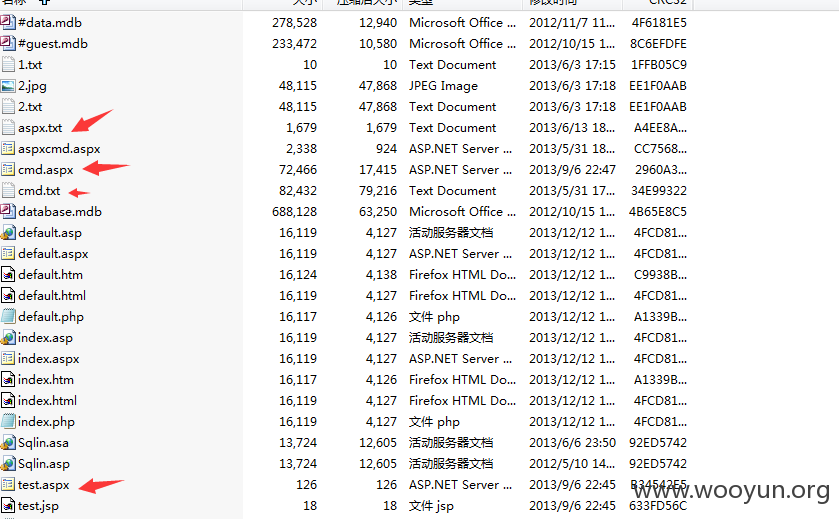 名称 大小 压缩后大小 类型 修改时间 CRC32
#data.mdb 278,528 12,940 Microsoft Office ... 2012/11/7 11... 4F6181E5
#guest.mdb 233,472 10,580 Microsoft Office ... 2012/10/15 1... 8C6EFDFE
1.txt 10 10 Text Document 2013/6/3 17:15 1FFB05C9
2.jpg 48,115 47,868 JPEG Image 2013/6/3 17:18 EE1F0AAB
2.txt 48,115 47,868 Text Document 2013/6/3 17:18 EE1F0AAB
aspx.txt 1,679 1,679 Text Document 2013/6/13 18... A4EE8A...
aspxcmd.aspx 2,338 924 ASP.NET Server ... 2013/5/31 18... CC7568...
cmd.aspx 72,466 17,415 ASP.NET Server ... 2013/9/6 22:47 2960A3...
cmd.txt 82,432 79,216 Text Document 2013/5/31 17... 34E99322
database.mdb 688,128 63,250 Microsoft Office ... 2012/10/15 1... 4B65E8C5
default.asp 16,119 4,127 活动服务器文档 2013/12/12 1... 4FCD81...
default.aspx 16,119 4,127 ASP.NET Server ... 2013/12/12 1... 4FCD81...
default.htm 16,124 4,138 Firefox HTML Do... 2013/12/12 1... C9938B...
default.html 16,119 4,127 Firefox HTML Do... 2013/12/12 1... 4FCD81...
default.php 16,117 4,126 文件 php 2013/12/12 1... A1339B...
index.asp 16,119 4,127 活动服务器文档 2013/12/12 1... 4FCD81...
index.aspx 16,119 4,127 ASP.NET Server ... 2013/12/12 1... 4FCD81...
index.htm 16,117 4,126 Firefox HTML Do... 2013/12/12 1... A1339B...
index.html 16,119 4,127 Firefox HTML Do... 2013/12/12 1... 4FCD81...
index.php 16,119 4,127 文件 php 2013/12/12 1... 4FCD81...
Sqlin.asa 13,724 12,605 活动服务器文档 2013/6/6 23:50 92ED5742
Sqlin.asp 13,724 12,605 活动服务器文档 2012/5/10 14... 92ED5742
test.aspx 126 126 ASP.NET Server ... 2013/9/6 22:45 B34542E5
test.jsp 18 18 文件 jsp 2013/9/6 22:45 633FD56C
www.wooyun.org